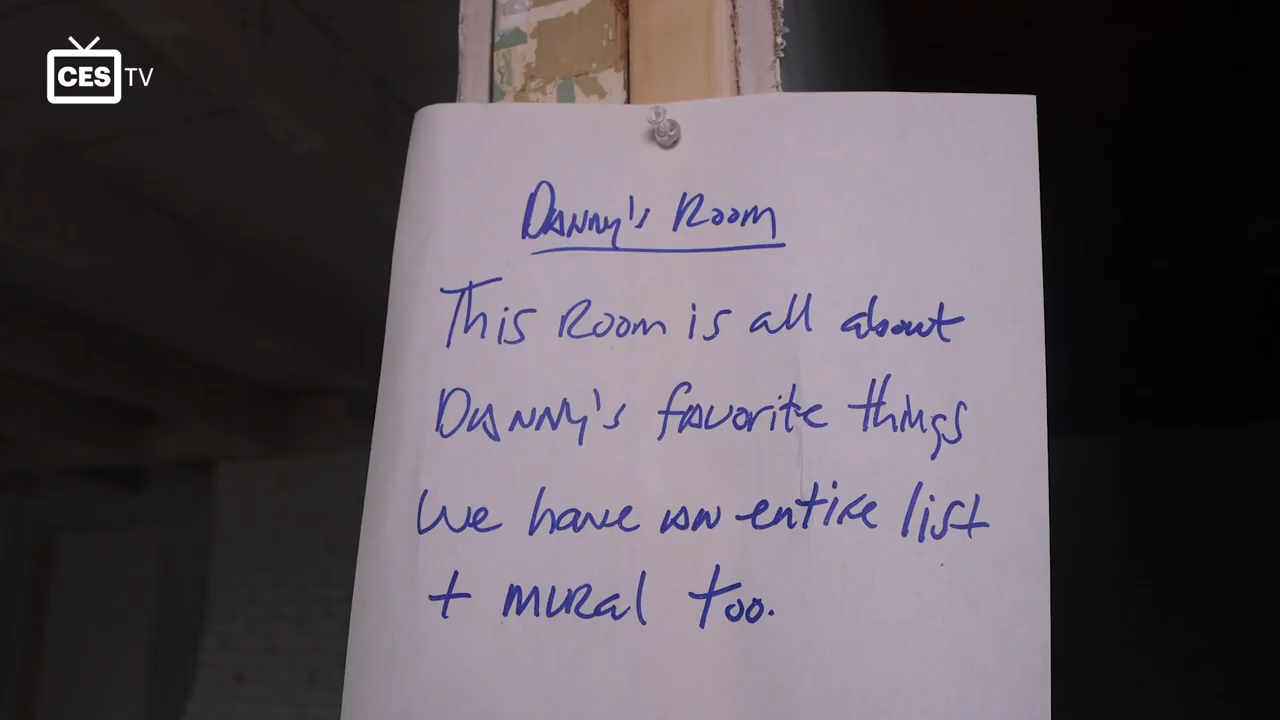 CES TV
Danny's Room
This Room is all about
Danny's favorite things
We have an entire list
+ mural too.